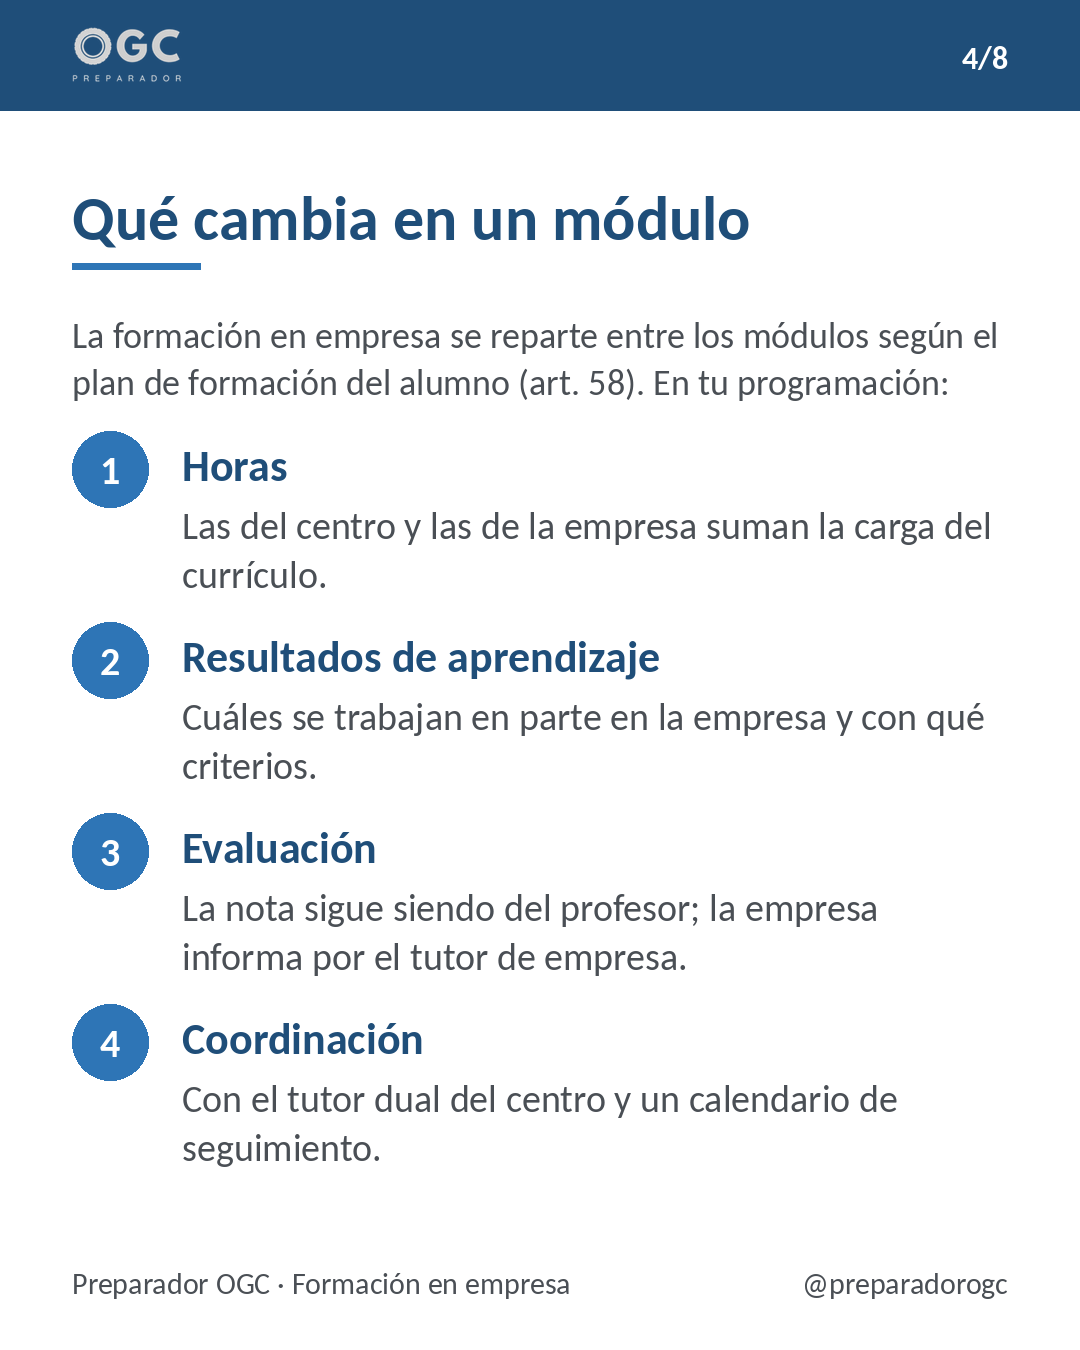 OGC
PREPARADOR
4/8
Qué cambia en un módulo
La formación en empresa se reparte entre los módulos según el
plan de formación del alumno (art. 58). En tu programación:
1 Horas
Las del centro y las de la empresa suman la carga del
currículo.
2 Resultados de aprendizaje
Cuáles se trabajan en parte en la empresa y con qué
criterios.
3 Evaluación
La nota sigue siendo del profesor; la empresa
informa por el tutor de empresa.
4 Coordinación
Con el tutor dual del centro y un calendario de
seguimiento.
Preparador OGC · Formación en empresa @preparadorogc